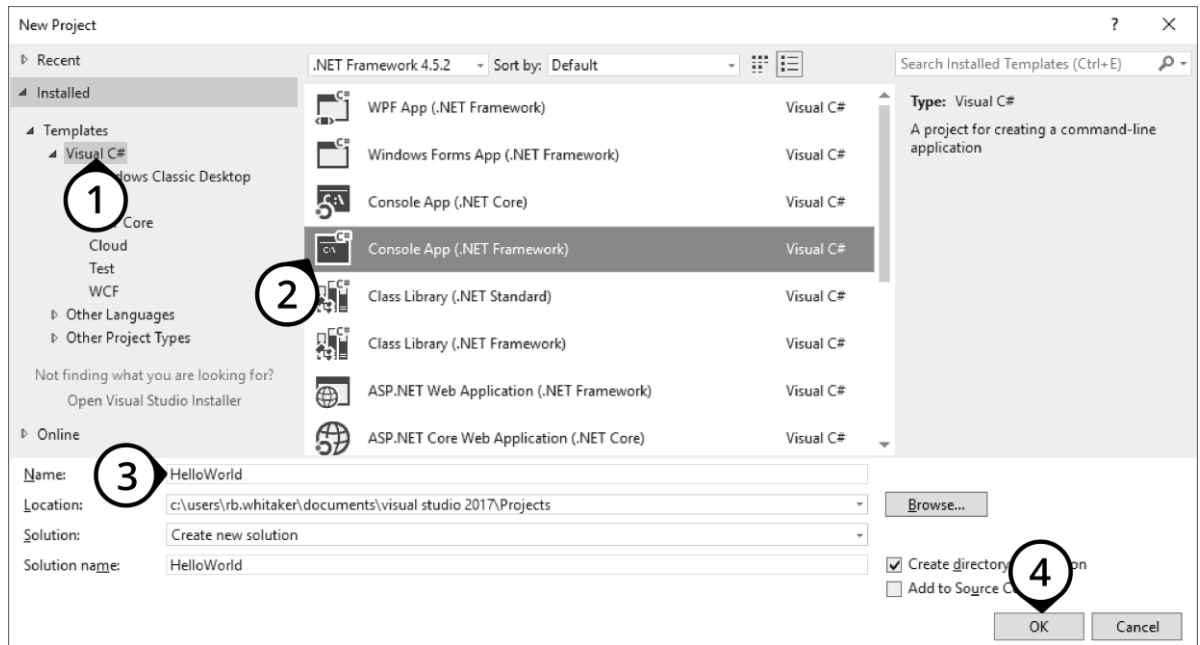 New Project
?
Recent
.NET Framework 4.5.2
Sort by: Default
Search Installed Templates (Ctrl+E)
Installed
Templates
Visual C#
dows Classic Desktop
Core
Cloud
Test
WCF
Other Languages
Other Project Types
Not finding what you are looking for?
Open Visual Studio Installer
Online
1
C#
WPF App (.NET Framework) Visual C#
C#
Windows Forms App (.NET Framework) Visual C#
Console App (.NET Core) Visual C#
C#
Console App (.NET Framework) Visual C#
2
C#
Class Library (.NET Standard) Visual C#
C#
Class Library (.NET Framework) Visual C#
ASP.NET Web Application (.NET Framework) Visual C#
ASP.NET Core Web Application (.NET Core) Visual C#
Type: Visual C#
A project for creating a command-line
application
Name: 3 HelloWorld
Location: c:\users\rb.whitaker\documents\visual studio 2017\Projects Browse...
Solution: Create new solution
Solution name: HelloWorld
Create directory on
4
Add to Source C
OK Cancel